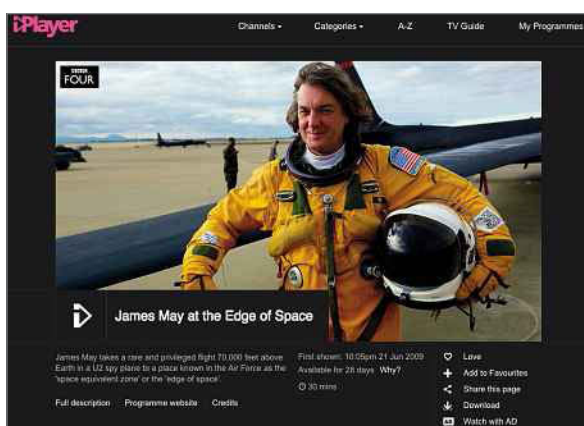 iPlayer
Channels Categories A-Z TV Guide My Programmes
BBC
FOUR
James May at the Edge of Space
James May takes a rare and privileged flight 70,000 feet above
Earth in a U2 spy plane to a place known in the Air Force as the
'space equivalent zone' or the 'edge of space'.
Full description Programme website Credits
First shown: 10:05pm 21 Jun 2009
Available for 28 days Why?
30 mins
Love
Add to Favourites
Share this page
Download
AD Watch with AD